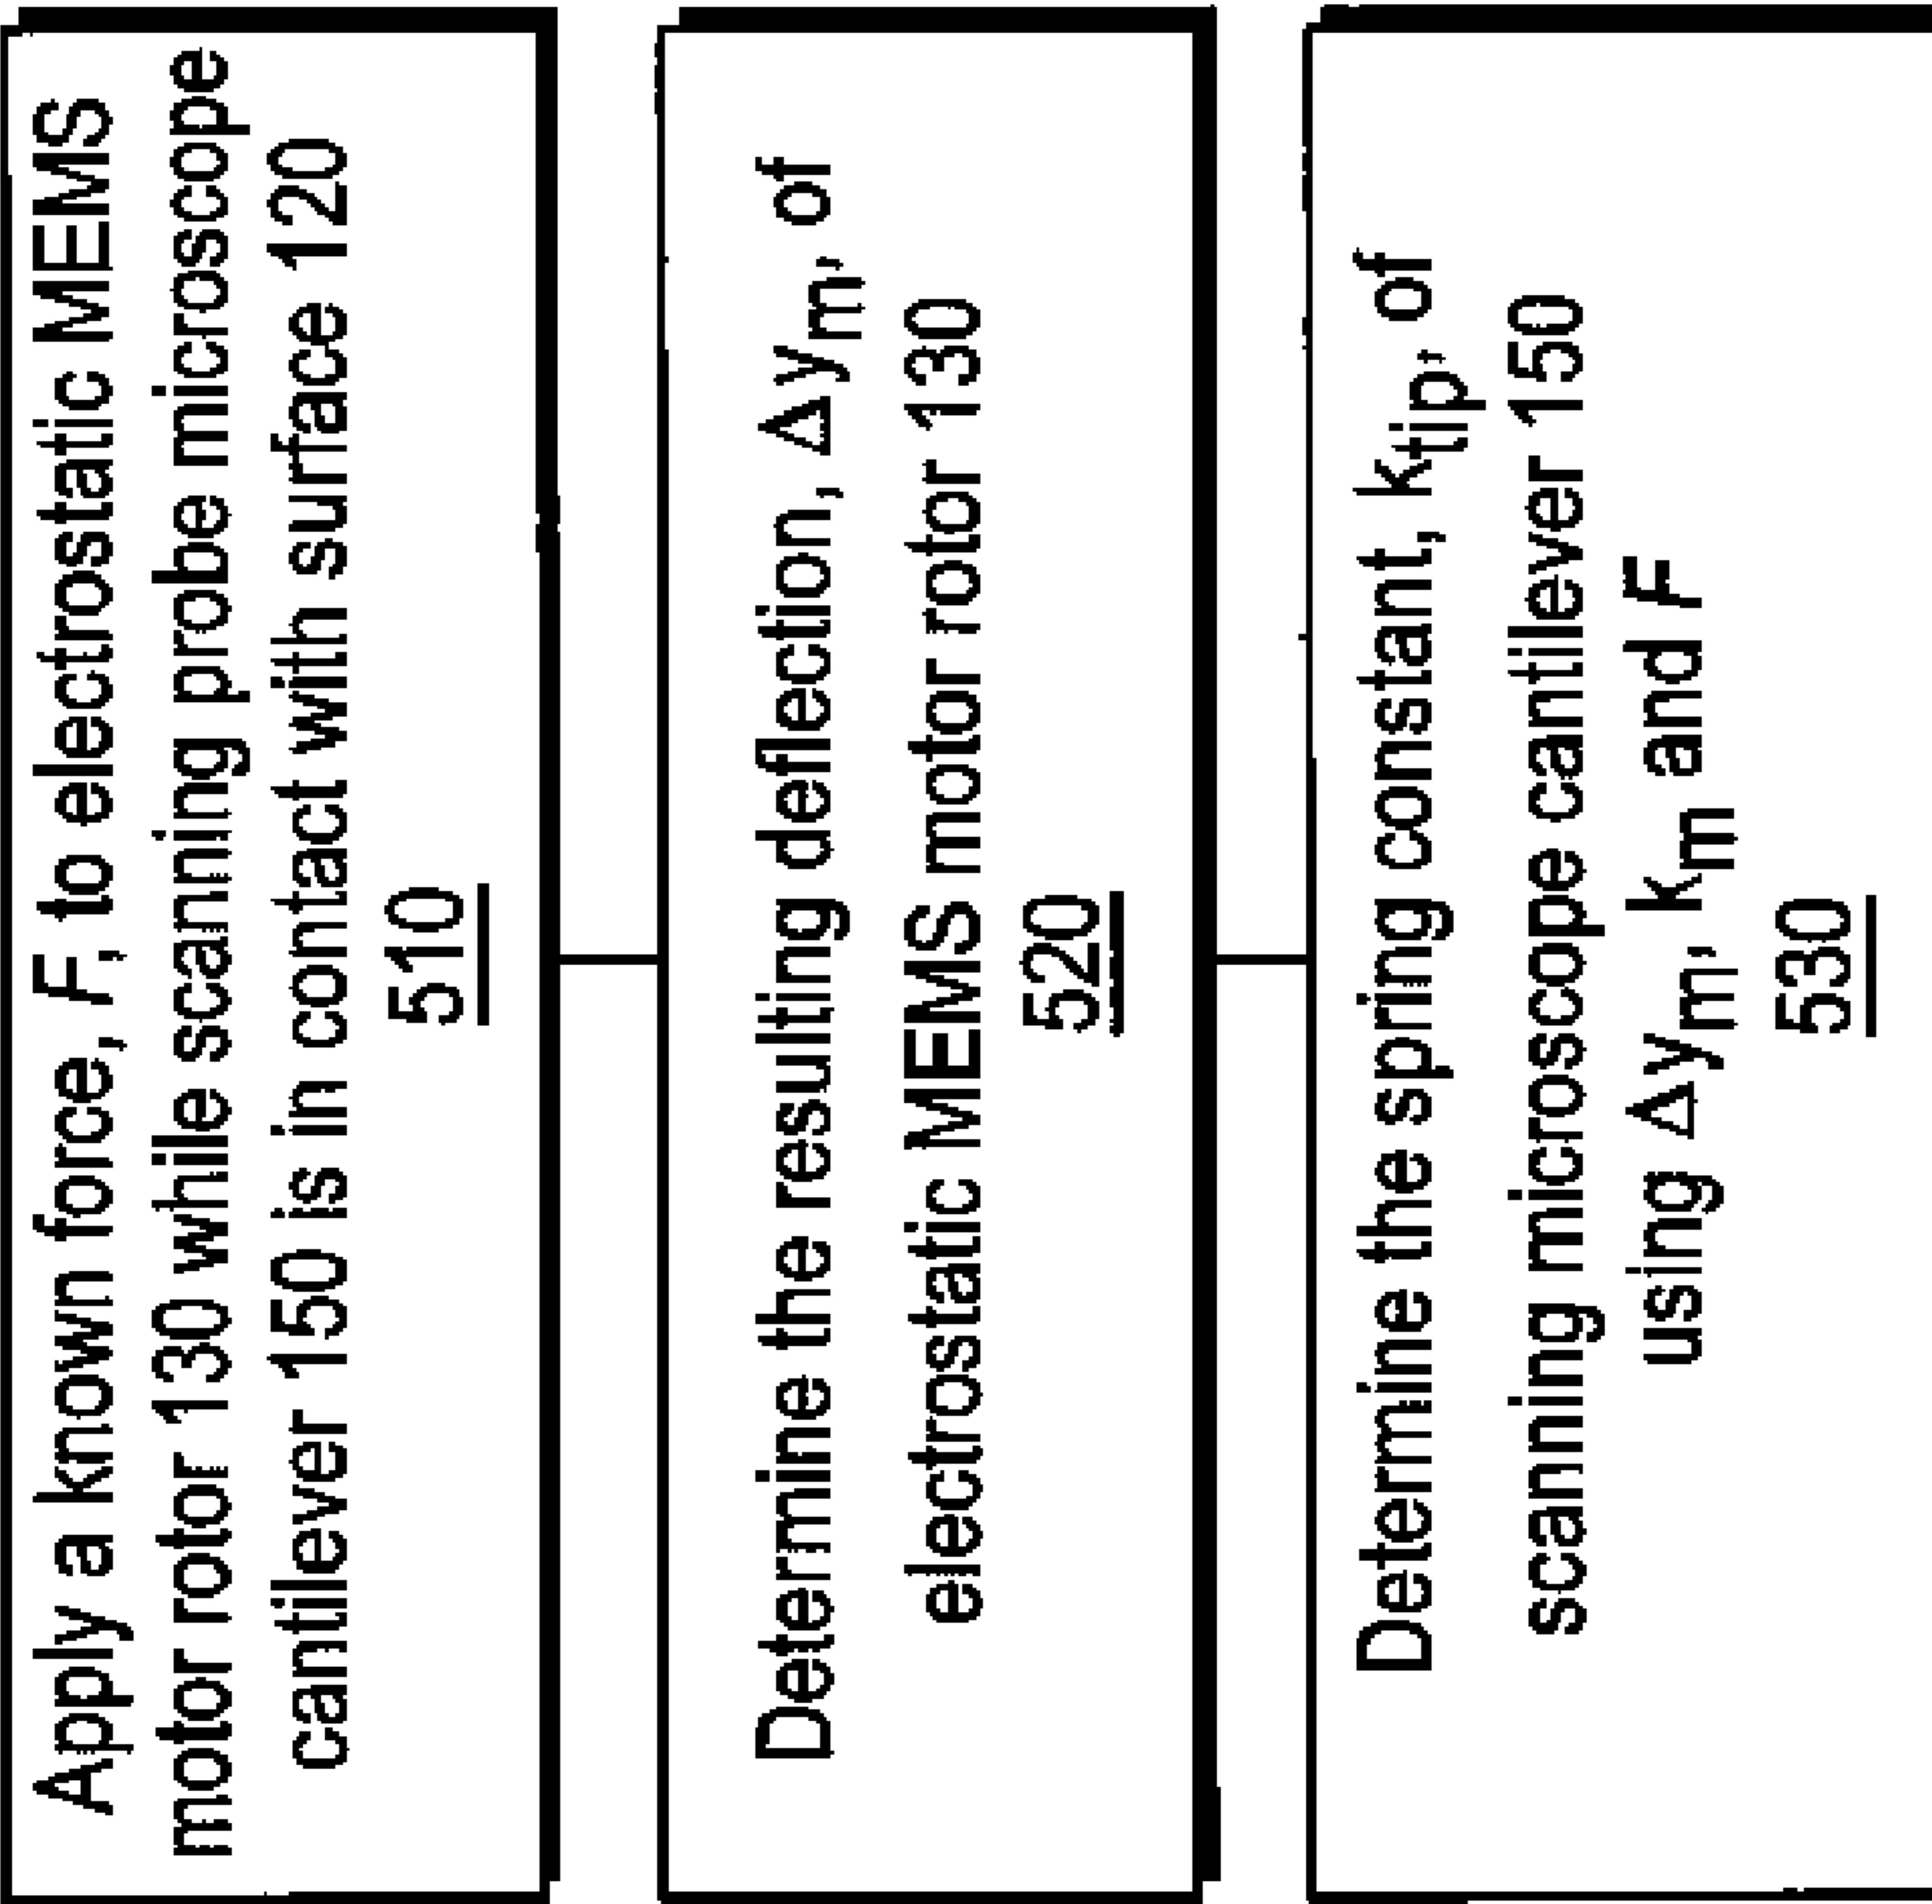 Apply a known force, F, to electrostatic MEMS
motor rotor 130 while scanning probe microscope
cantilever 150 is in contact with surface 120
510
Determine the resulting deflection, Δym, of
electrostatic MEMS motor rotor 130
520
Determine the spring constant, ktip, of
scanning microscope cantilever 150
using Δym, km and F
530